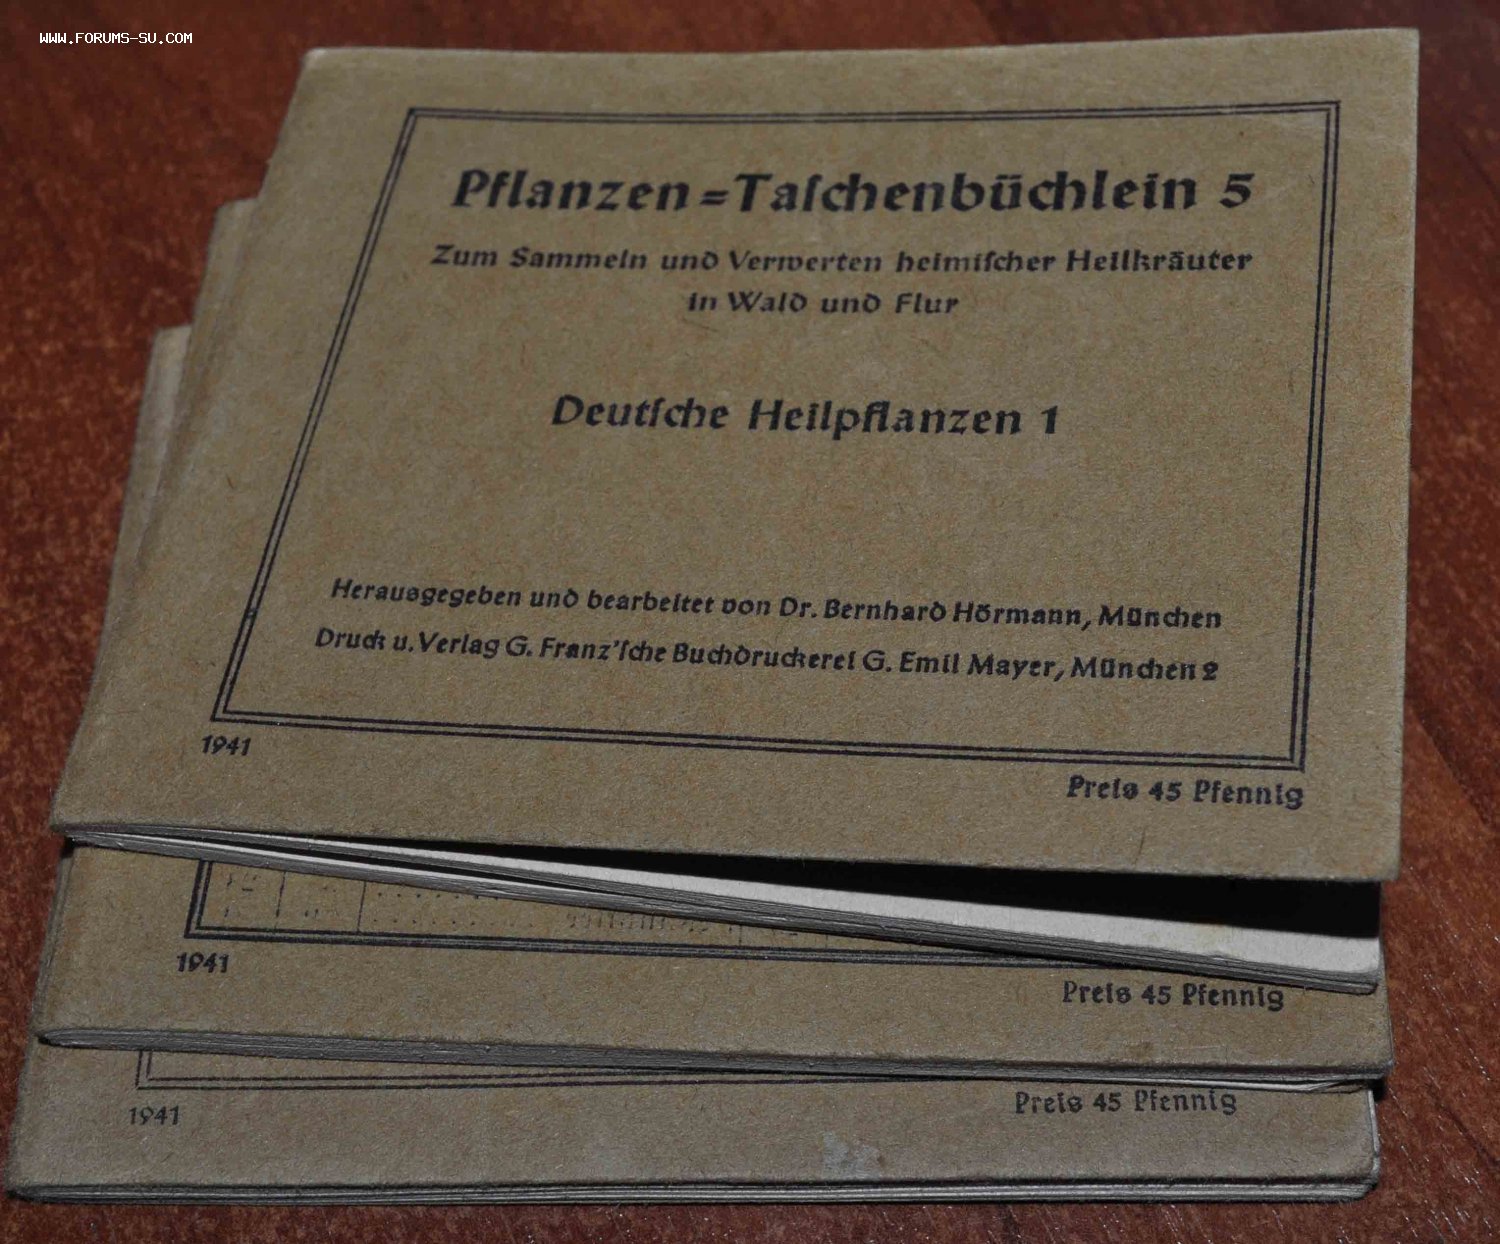 WWW.FORUMS-SU.COM
Pflanzen=Taſchenbüchlein 5
Zum Sammeln und Verwerten heimiſcher Heilkräuter
in Wald und Flur
Deutſche Heilpflanzen 1
Herausgegeben und bearbeitet von Dr. Bernhard Hörmann, München
Druck u. Verlag G. Franz'ſche Buchdruckerei G. Emil Mayer, München 2
1941
Preis 45 Pfennig
1941
Preis 45 Pfennig
1941
Preis 45 Pfennig